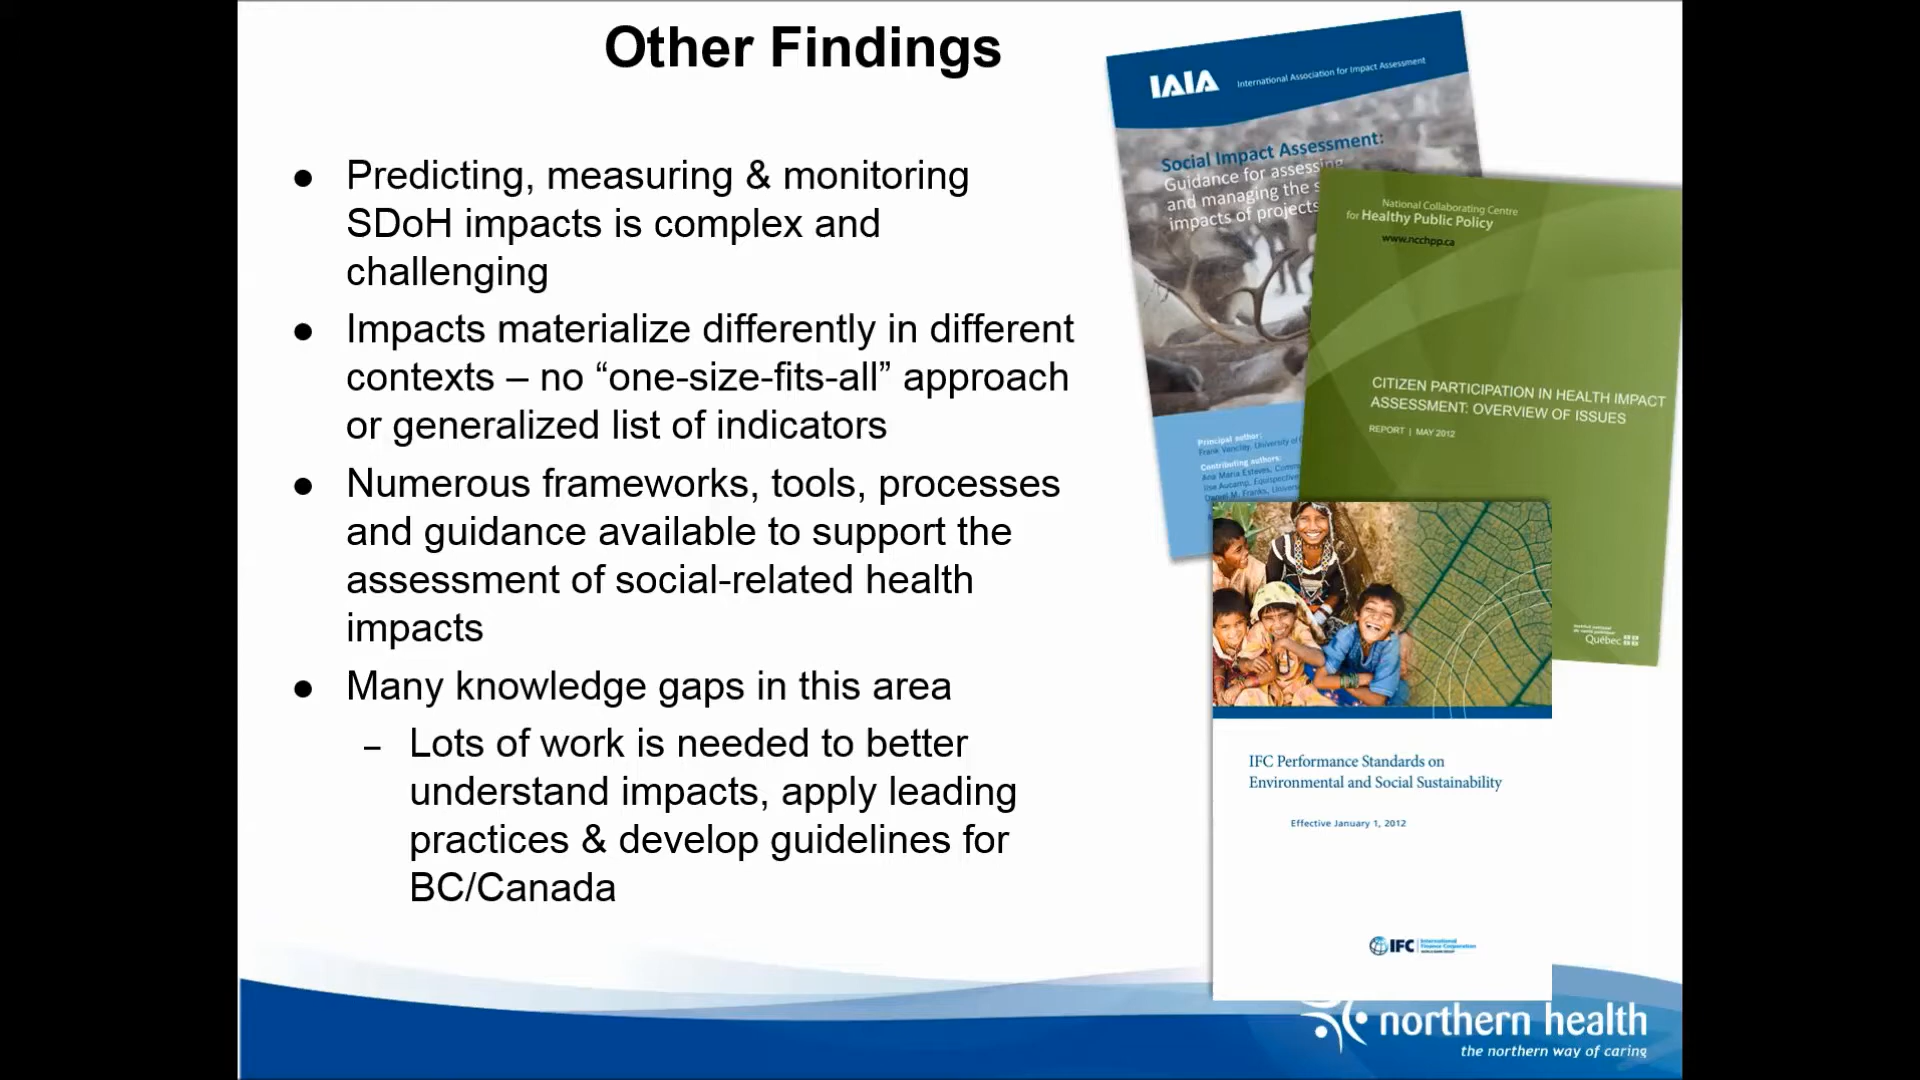 Other Findings
● Predicting, measuring & monitoring
SDoH impacts is complex and
challenging
● Impacts materialize differently in different
contexts – no “one-size-fits-all” approach
or generalized list of indicators
● Numerous frameworks, tools, processes
and guidance available to support the
assessment of social-related health
impacts
● Many knowledge gaps in this area
– Lots of work is needed to better
understand impacts, apply leading
practices & develop guidelines for
BC/Canada
IAIA International Association for Impact Assessment
Social Impact Assessment:
Guidance for assessing
and managing the s
impacts of projects
Principal author:
Frank Vanclay, University of
Contributing authors:
Ana Maria Esteves, Comm
Ilse Aucamp, Equispective
Daniel M. Franks, Univers
National Collaborating Centre
for Healthy Public Policy
www.ncchpp.ca
CITIZEN PARTICIPATION IN HEALTH IMPACT
ASSESSMENT: OVERVIEW OF ISSUES
REPORT | MAY 2012
Québec
IFC Performance Standards on
Environmental and Social Sustainability
Effective January 1, 2012
IFC International
Finance Corporation
northern health
the northern way of caring